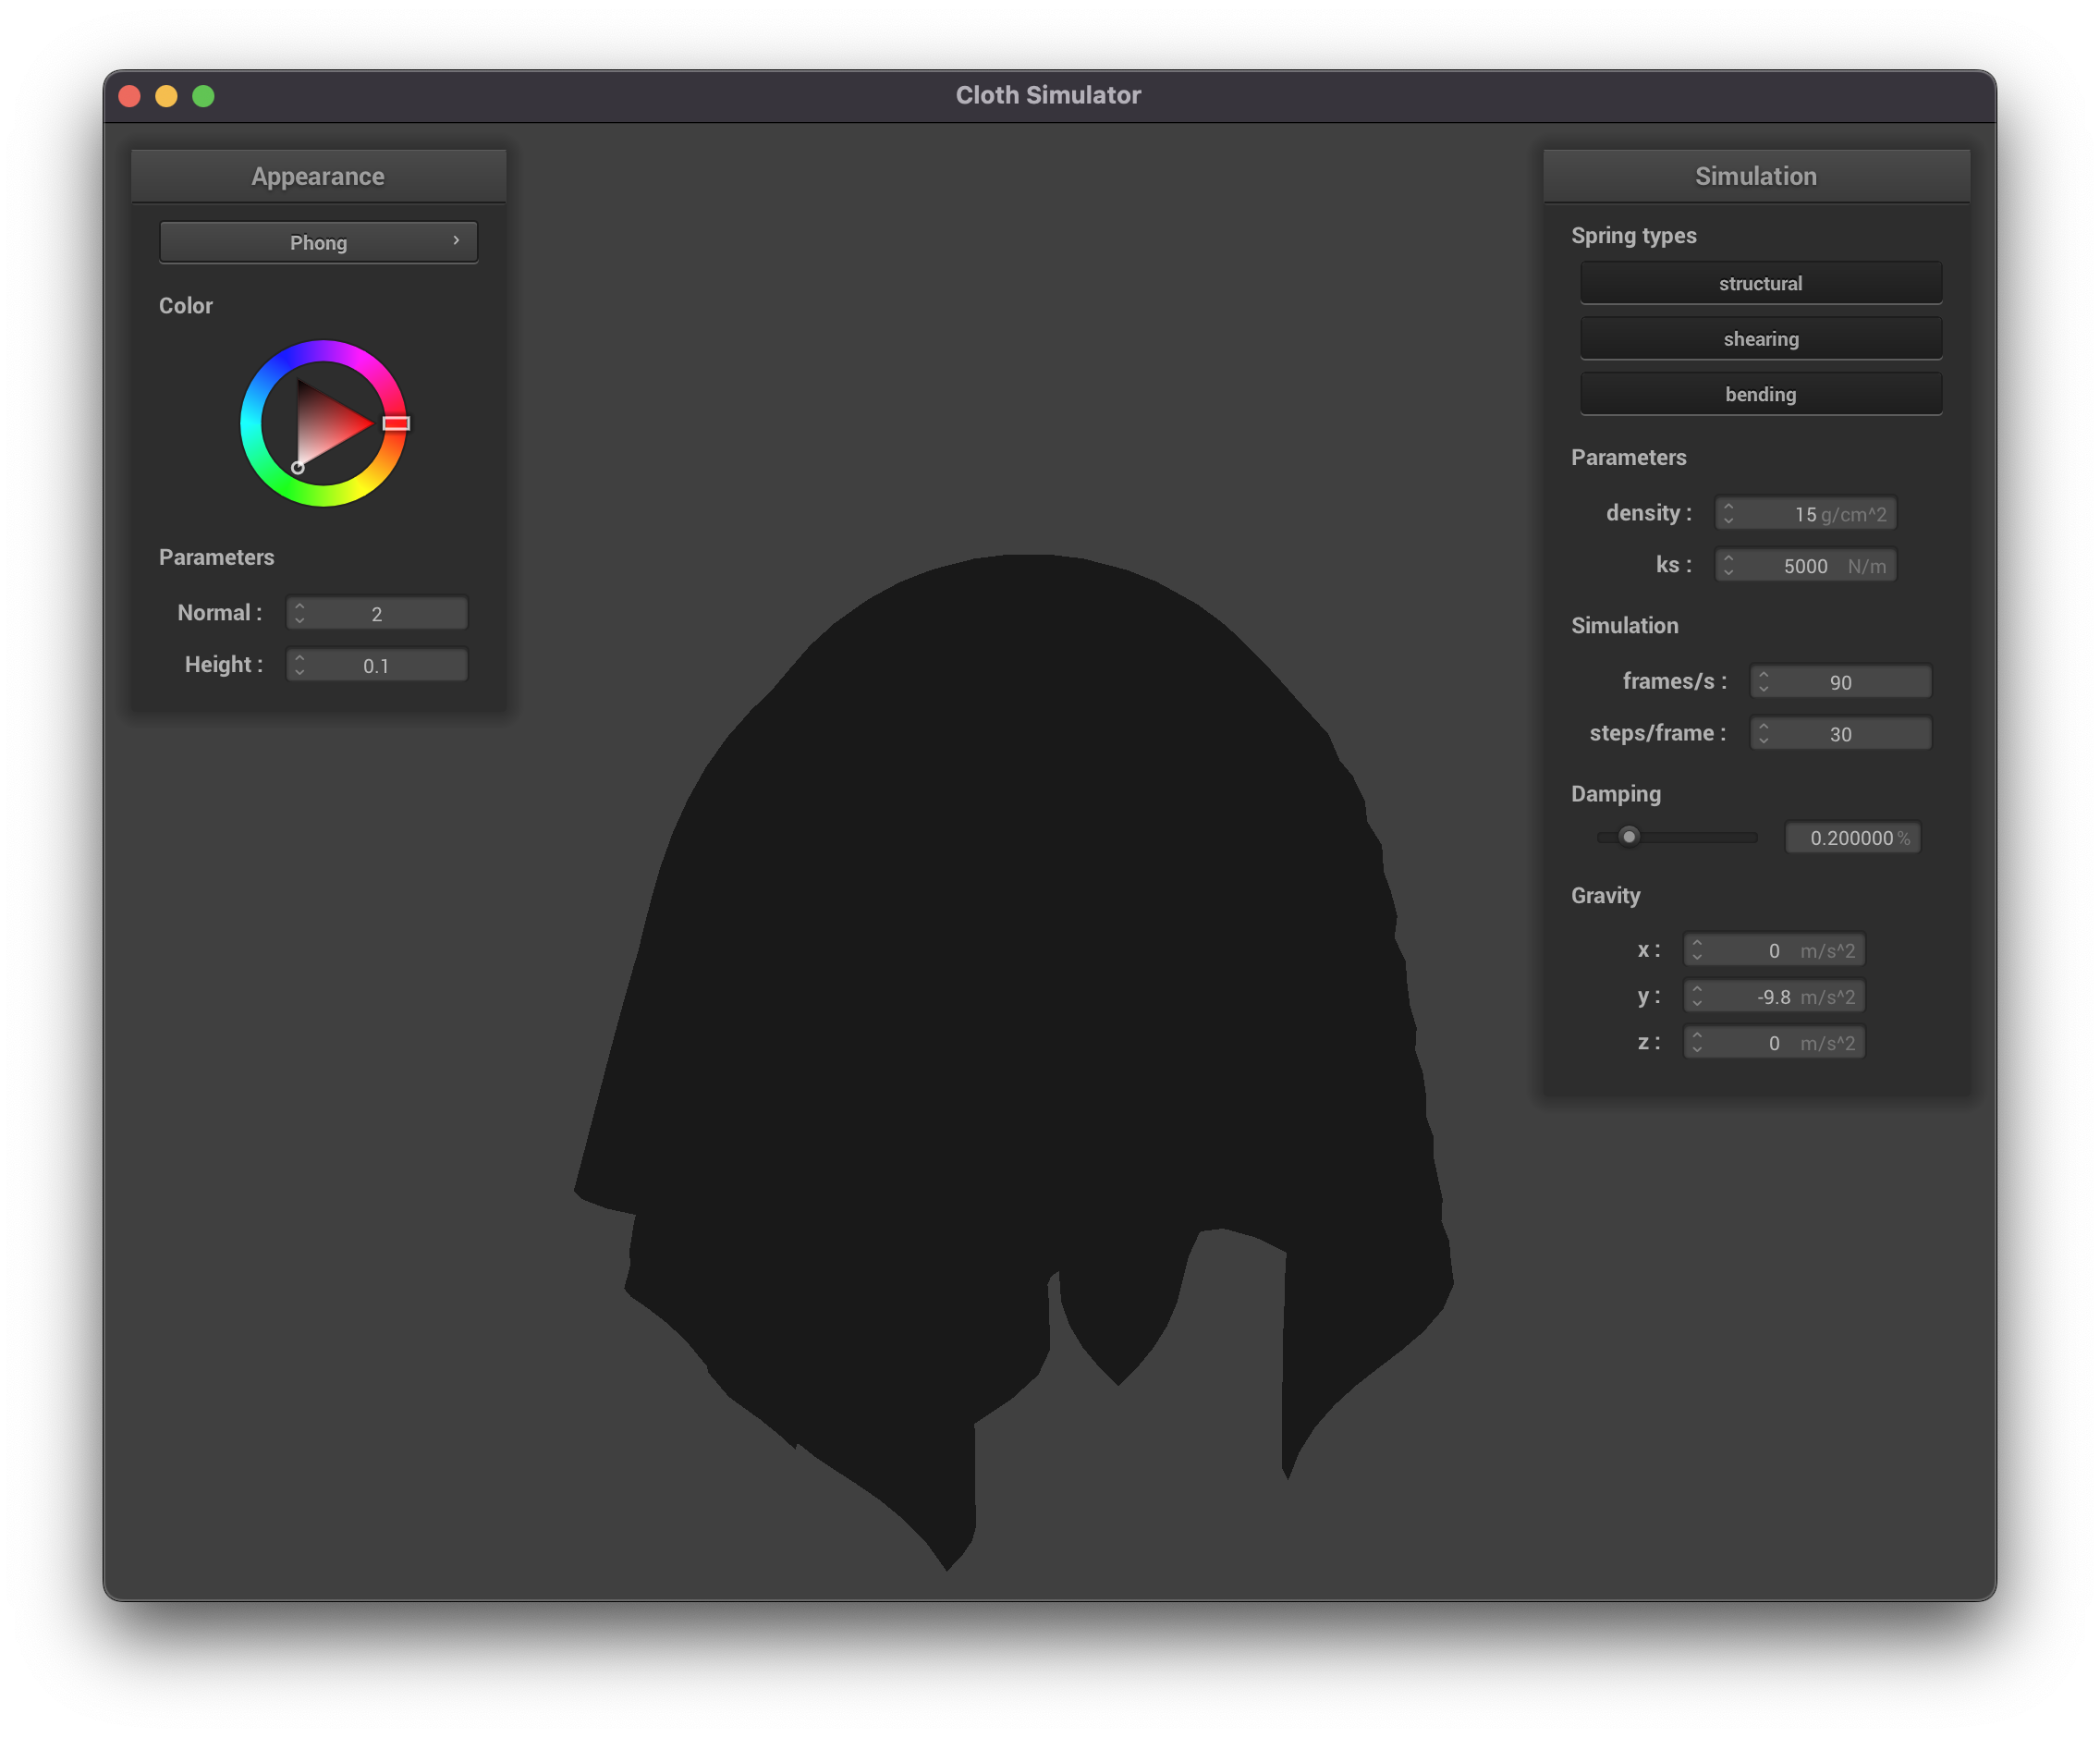 Cloth Simulator
Appearance
Phong
Color
Parameters
Normal : 2
Height : 0.1
Simulation
Spring types
structural
shearing
bending
Parameters
density : 15 g/cm^2
ks : 5000 N/m
Simulation
frames/s : 90
steps/frame : 30
Damping
0.200000 %
Gravity
x : 0 m/s^2
y : -9.8 m/s^2
z : 0 m/s^2